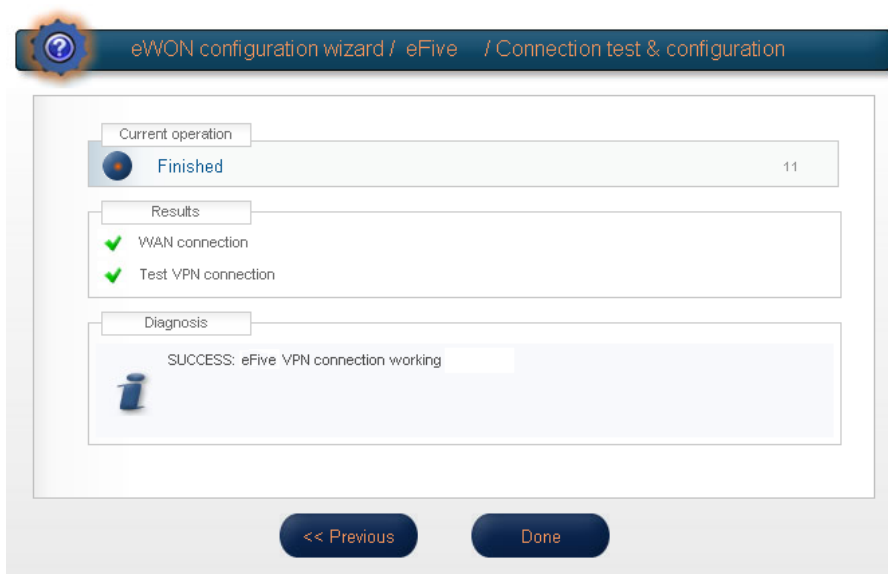 eWON configuration wizard / eFive / Connection test & configuration
Current operation
Finished 11
Results
WAN connection
Test VPN connection
Diagnosis
SUCCESS: eFive VPN connection working
<< Previous Done